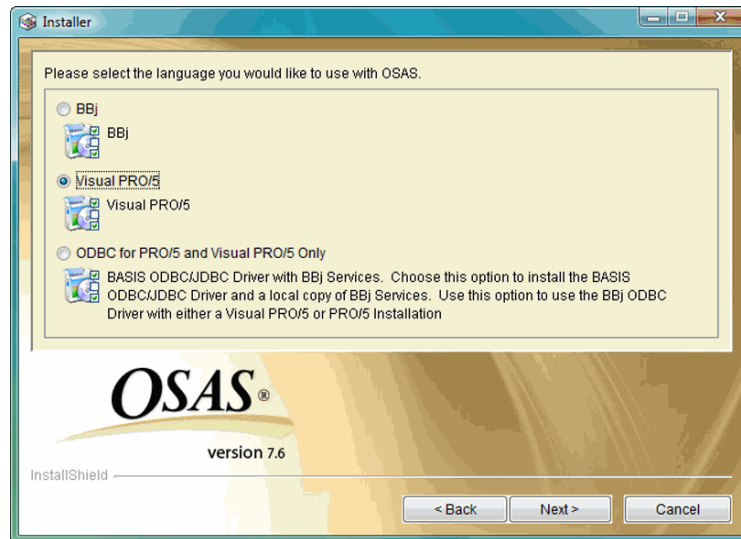 Installer
Please select the language you would like to use with OSAS.
BBj
BBj
Visual PRO/5
Visual PRO/5
ODBC for PRO/5 and Visual PRO/5 Only
BASIS ODBC/JDBC Driver with BBj Services. Choose this option to install the BASIS
ODBC/JDBC Driver and a local copy of BBj Services. Use this option to use the BBj ODBC
Driver with either a Visual PRO/5 or PRO/5 Installation
OSAS®
version 7.6
InstallShield
< Back Next > Cancel